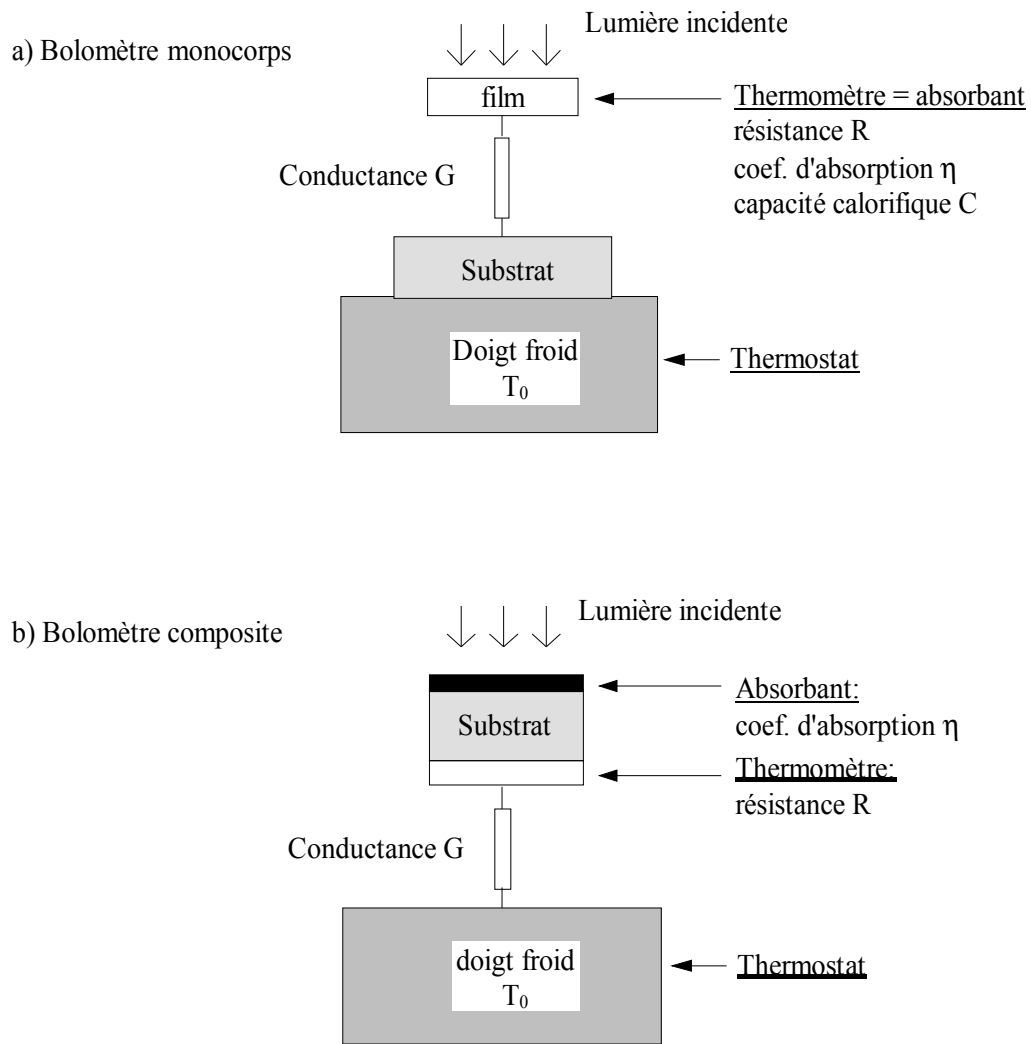 Lumière incidente
a) Bolomètre monocorps
film
Thermomètre = absorbant
résistance R
coef. d'absorption η
capacité calorifique C
Conductance G
Substrat
Doigt froid
T₀
Thermostat
Lumière incidente
b) Bolomètre composite
Absorbant:
coef. d'absorption η
Substrat
Thermomètre:
résistance R
Conductance G
doigt froid
T₀
Thermostat